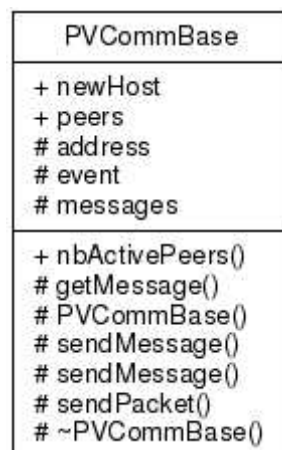 PVCommBase
+ newHost
+ peers
# address
# event
# messages
+ nbActivePeers()
# getMessage()
# PVCommBase()
# sendMessage()
# sendMessage()
# sendPacket()
# ~PVCommBase()